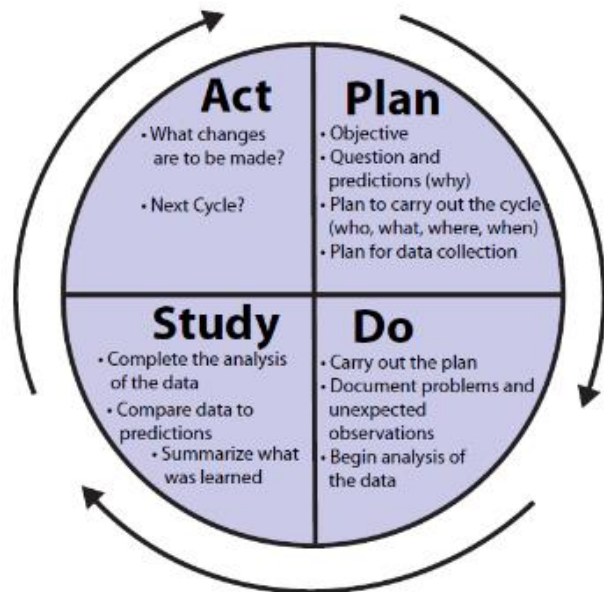 Act
• What changes
are to be made?
• Next Cycle?
Plan
• Objective
• Question and
predictions (why)
• Plan to carry out the cycle
(who, what, where, when)
• Plan for data collection
Study
• Complete the analysis
of the data
• Compare data to
predictions
• Summarize what
was learned
Do
• Carry out the plan
• Document problems and
unexpected
observations
• Begin analysis of
the data